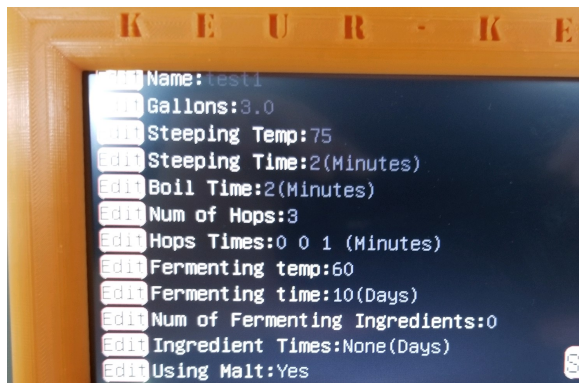 KEUR-KE
Edit Name:test1
Edit Gallons:3.0
Edit Steeping Temp:75
Edit Steeping Time:2(Minutes)
Edit Boil Time:2(Minutes)
Edit Num of Hops:3
Edit Hops Times:0 0 1 (Minutes)
Edit Fermenting temp:60
Edit Fermenting time:10(Days)
Edit Num of Fermenting Ingredients:0
Edit Ingredient Times:None(Days)
Edit Using Malt:Yes